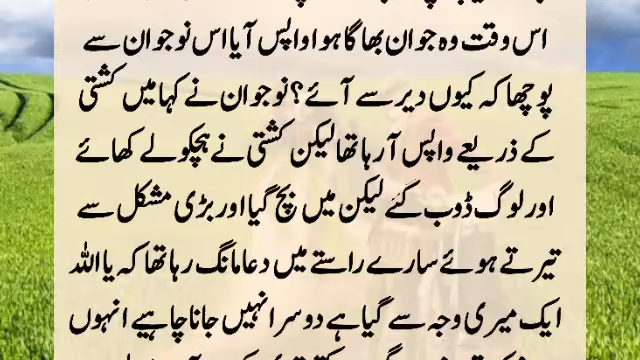 اس وقت وہ جوان بھاگا ہوا واپس آیا اس نوجوان سے
پوچھا کہ کیوں دیر سے آئے؟ نوجوان نے کہا میں کشتی
کے ذریعے واپس آ رہا تھا لیکن کشتی نے ہچکولے کھائے
اور لوگ ڈوب گئے لیکن میں بچ گیا اور بڑی مشکل سے
تیرتے ہوئے سارے راستے میں دعا مانگ رہا تھا کہ یا اللہ
ایک میری وجہ سے گیا ہے دوسرا نہیں جانا چاہیے انہوں